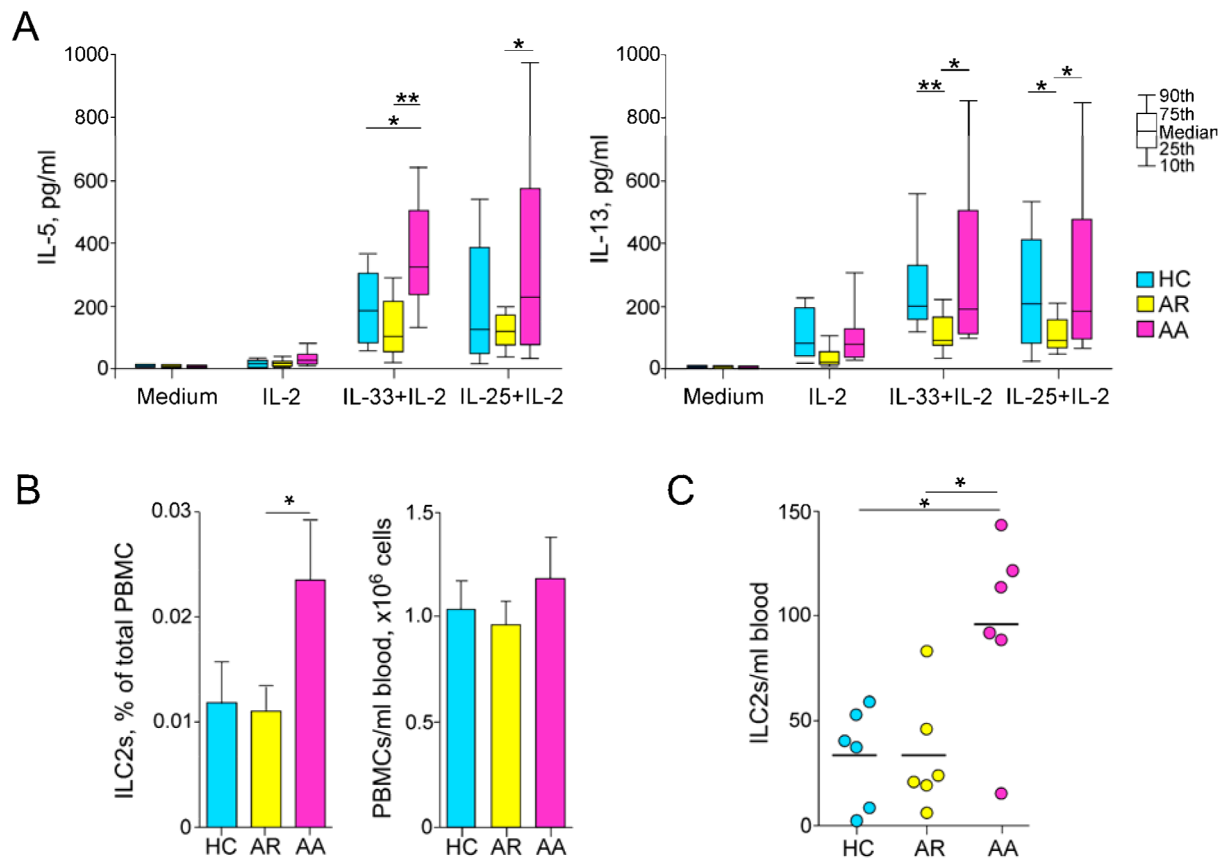 A
IL-5, pg/ml
1000
800
600
400
200
0
*
**
*
Medium IL-2 IL-33+IL-2 IL-25+IL-2
IL-13, pg/ml
1000
800
600
400
200
0
**
*
*
*
Medium IL-2 IL-33+IL-2 IL-25+IL-2
90th
75th
Median
25th
10th
HC
AR
AA
B
ILC2s, % of total PBMC
0.03
0.02
0.01
0
*
HC AR AA
PBMCs/ml blood, x10⁶ cells
1.5
1.0
0.5
0
HC AR AA
C
ILC2s/ml blood
150
100
50
0
*
*
HC AR AA